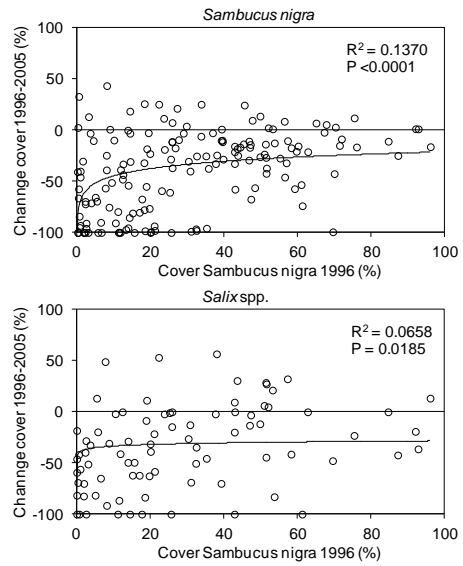 Sambucus nigra
R² = 0.1370
P <0.0001
Channge cover 1996-2005 (%)
100
50
0
-50
-100
0 20 40 60 80 100
Cover Sambucus nigra 1996 (%)
Salix spp.
R² = 0.0658
P = 0.0185
Channge cover 1996-2005 (%)
100
50
0
-50
-100
0 20 40 60 80 100
Cover Sambucus nigra 1996 (%)